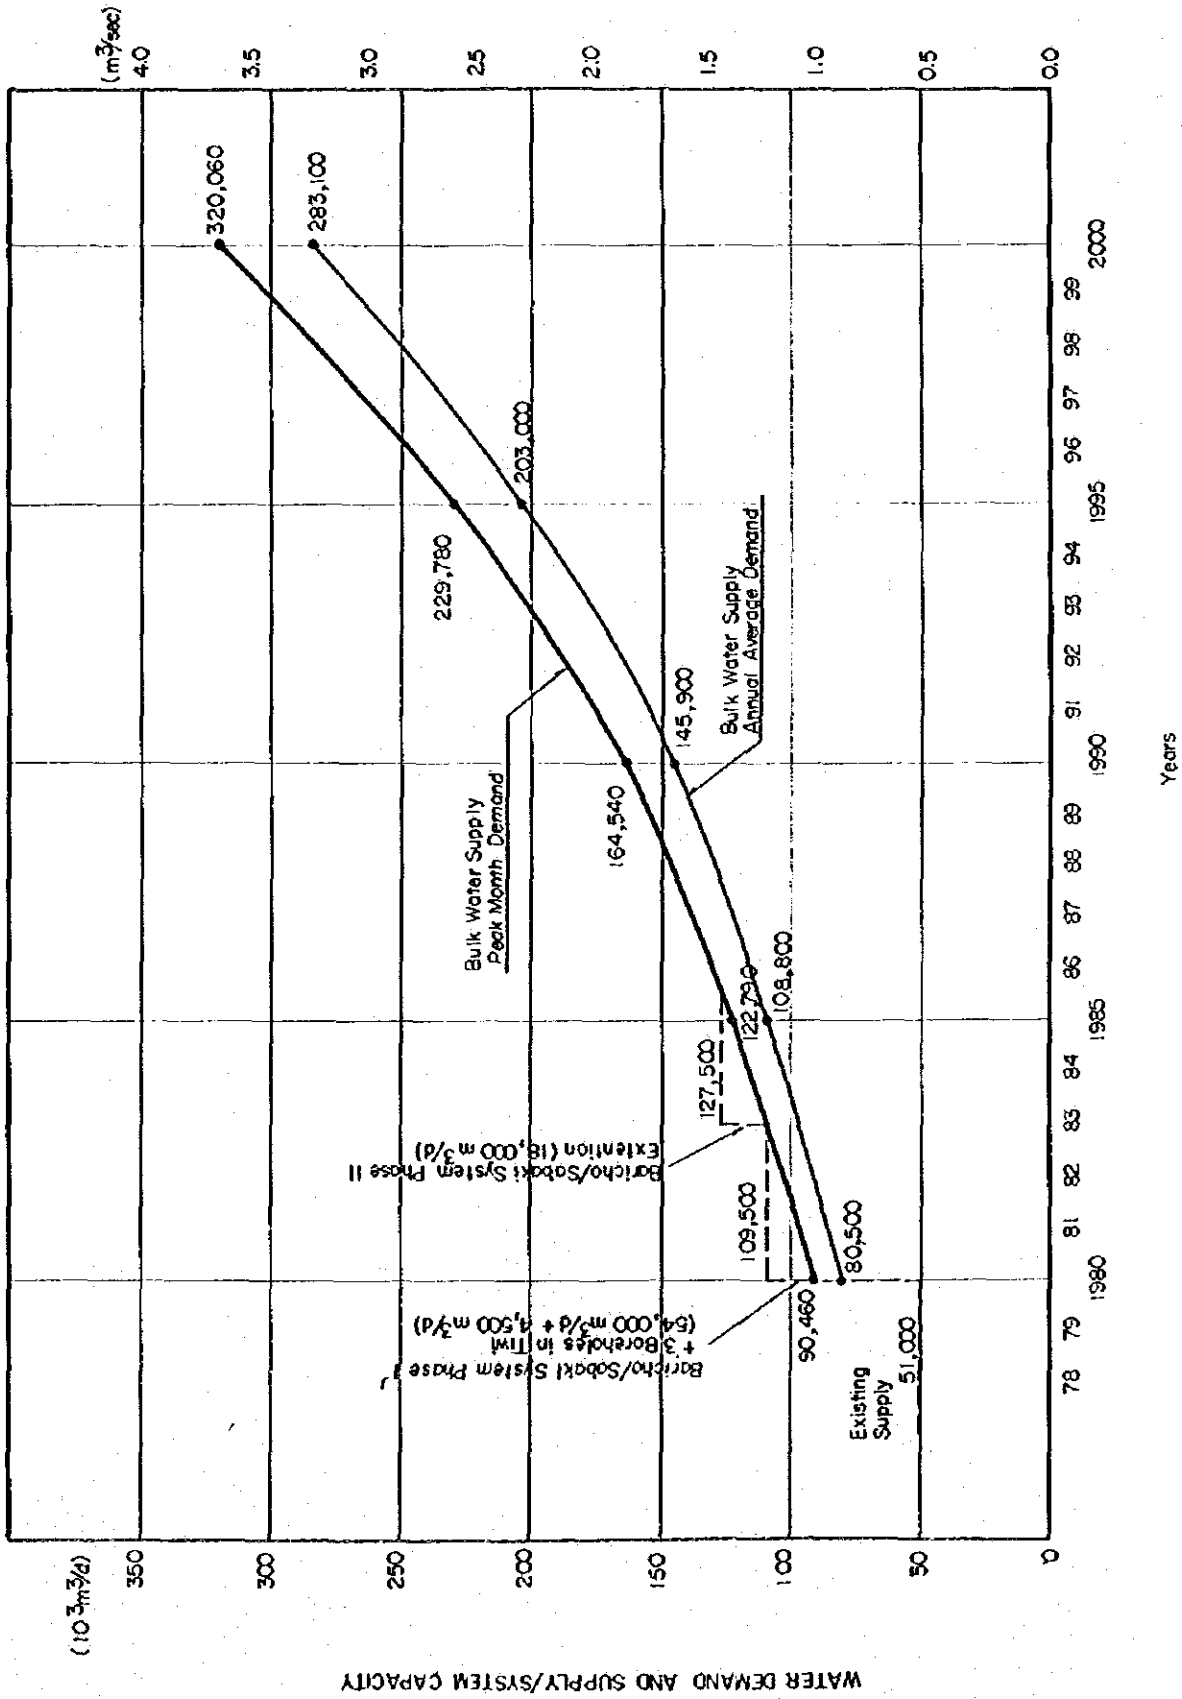 (10³m³/d)
350
300
250
200
150
100
50
0
WATER DEMAND AND SUPPLY/SYSTEM CAPACITY
(m³/sec)
4.0
3.5
3.0
2.5
2.0
1.5
1.0
0.5
0.0
320,060
283,100
229,780
203,000
164,540
145,900
122,790
108,800
127,500
109,500
90,460
80,500
51,000
Existing
Supply
Bulk Water Supply
Peak Month Demand
Bulk Water Supply
Annual Average Demand
Baricho/Sabaki System Phase II
Extention (18,000 m³/d)
Baricho/Sabaki System Phase I
+ 3 Boreholes in Tiwi
(54,000 m³/d + 4,500 m³/d)
78 79 1980 81 82 83 84 1985 86 87 88 89 1990 91 92 93 94 1995 96 97 98 99 2000
Years